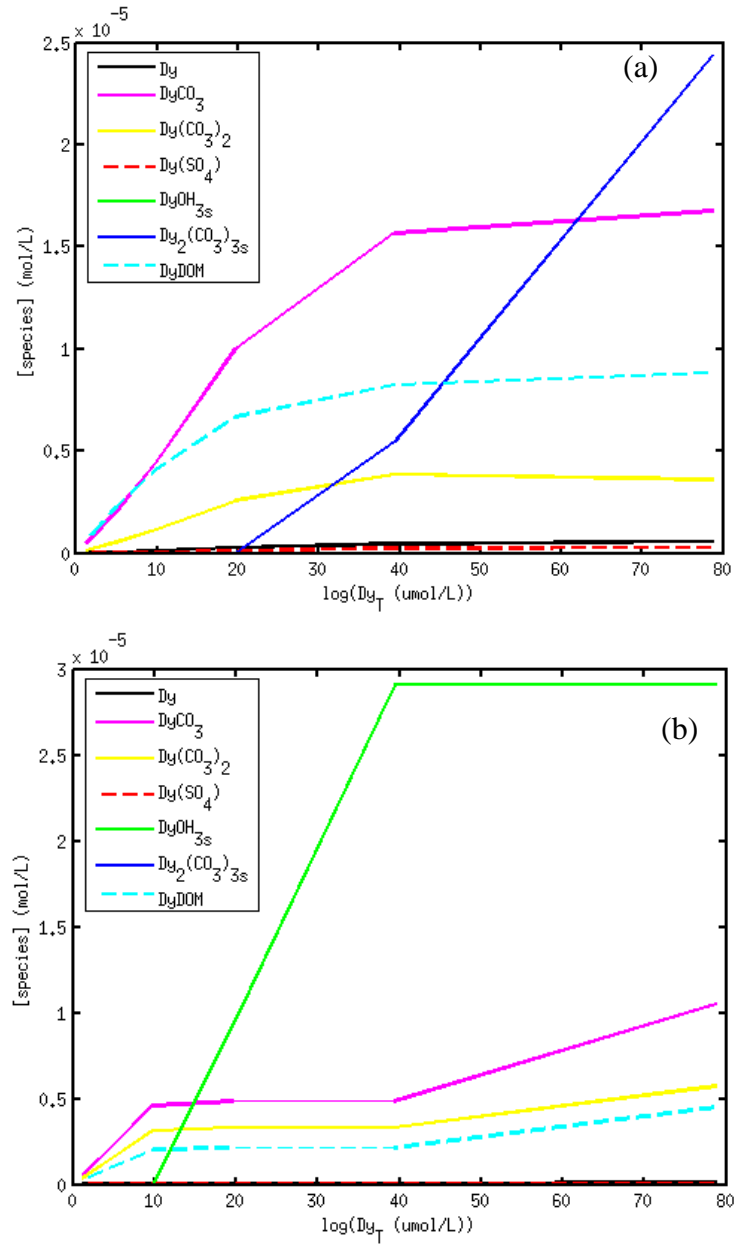 x 10
-5
(a)
2.5
2
1.5
1
0.5
0
Dy
DyCO3
Dy(CO3)2
Dy(SO4)
DyOH3s
Dy2(CO3)3s
DyDOM
[species] (mol/L)
0 10 20 30 40 50 60 70 80
log(DyT (umol/L))
x 10
-5
(b)
3
2.5
2
1.5
1
0.5
0
Dy
DyCO3
Dy(CO3)2
Dy(SO4)
DyOH3s
Dy2(CO3)3s
DyDOM
[species] (mol/L)
0 10 20 30 40 50 60 70 80
log(DyT (umol/L))